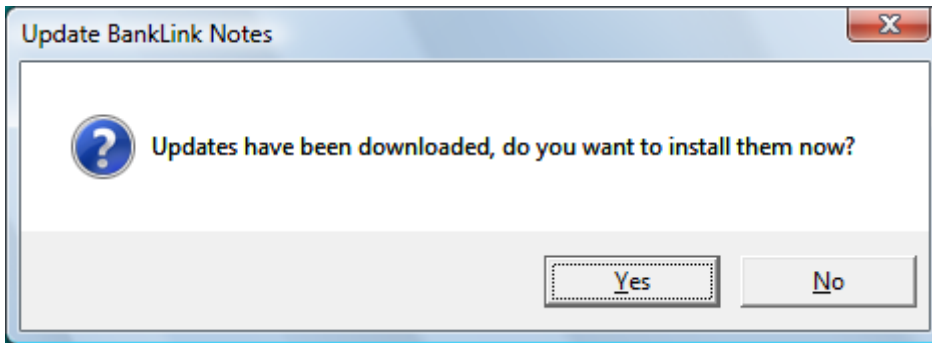 Update BankLink Notes
Updates have been downloaded, do you want to install them now?
Yes No